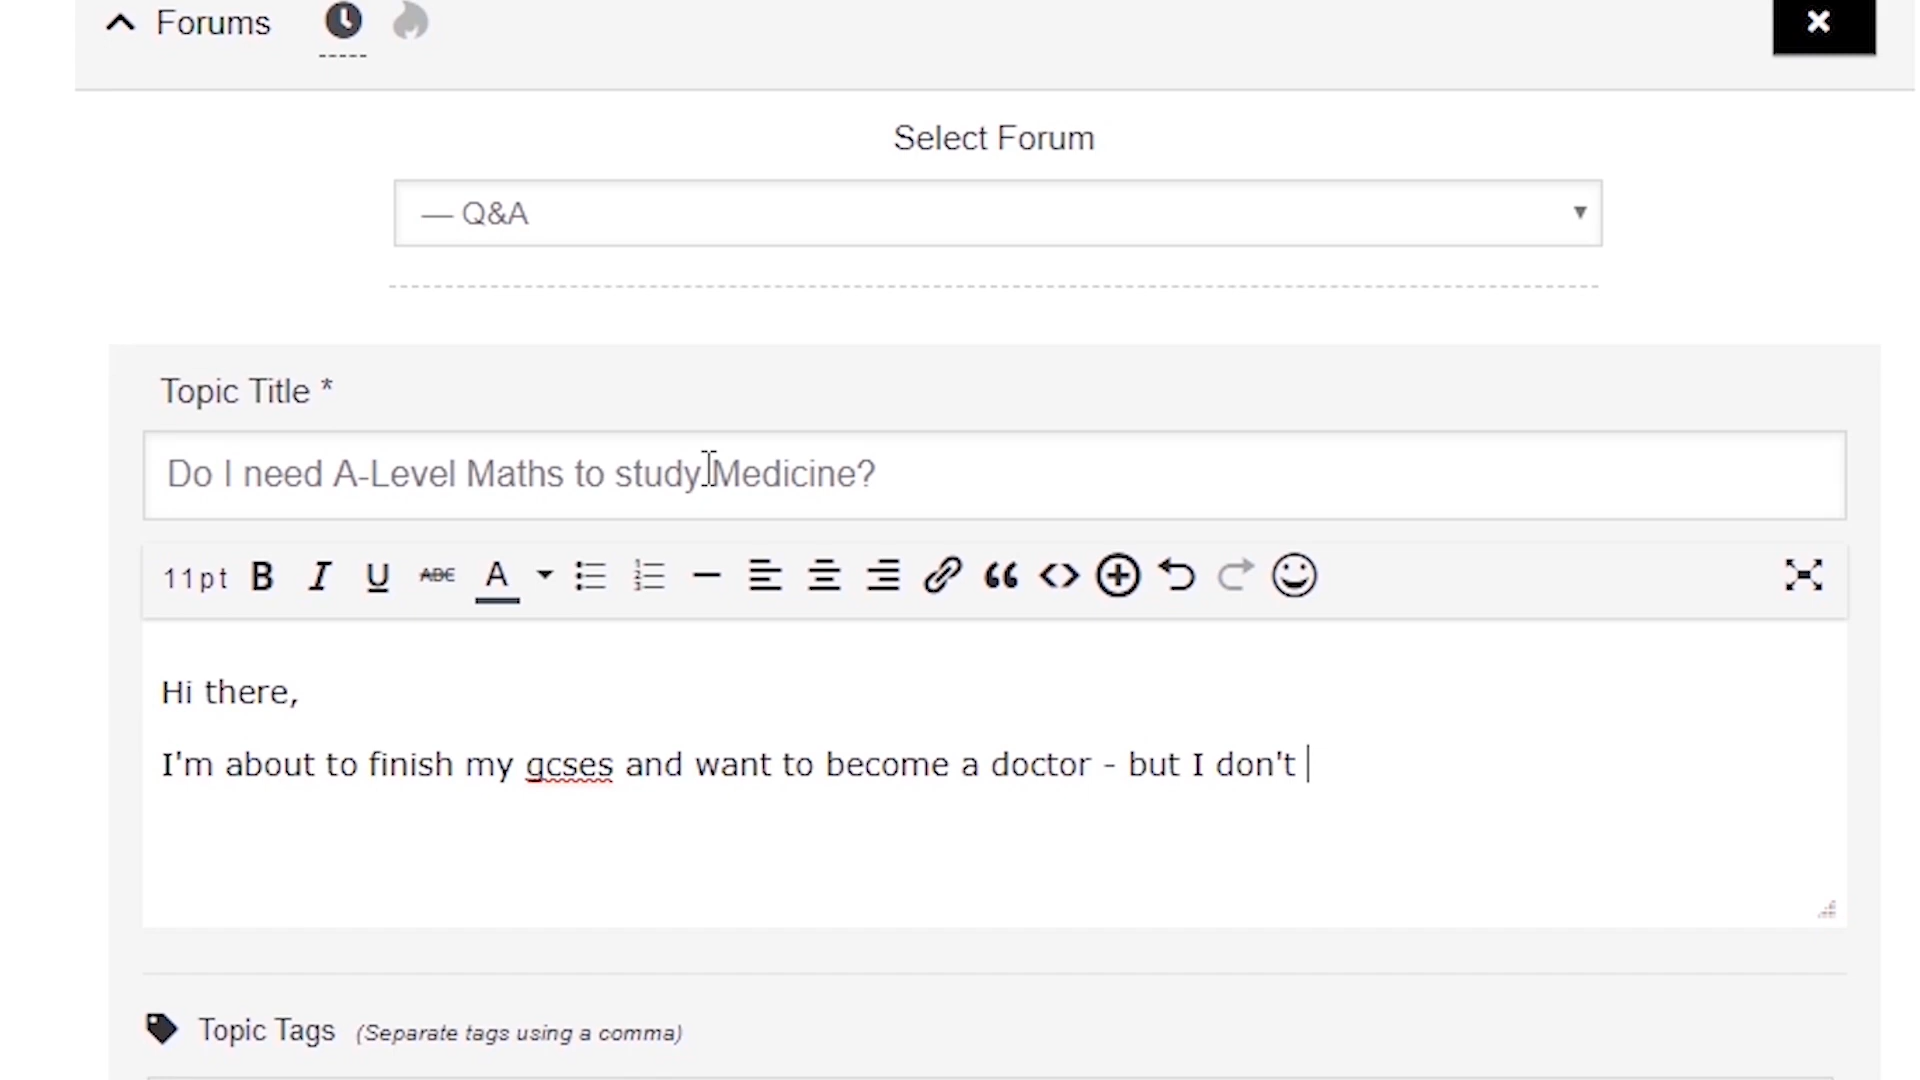 Forums
Select Forum
— Q&A
Topic Title *
Do I need A-Level Maths to study Medicine?
11pt B I U ABC A
Hi there,
I'm about to finish my gcses and want to become a doctor - but I don't
Topic Tags (Separate tags using a comma)